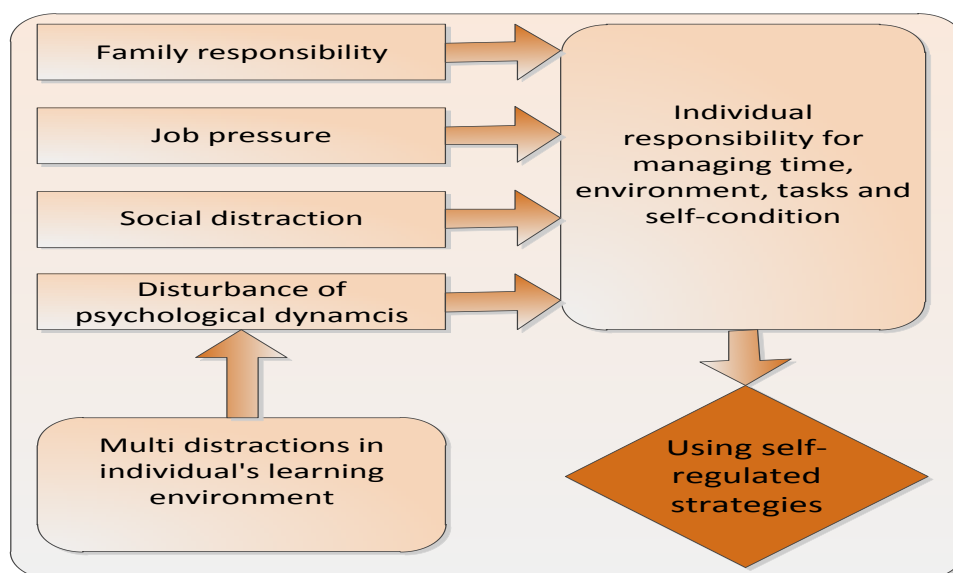 Family responsibility
Job pressure
Social distraction
Disturbance of
psychological dynamcis
Multi distractions in
individual's learning
environment
Individual
responsibility for
managing time,
environment, tasks and
self-condition
Using self-
regulated
strategies